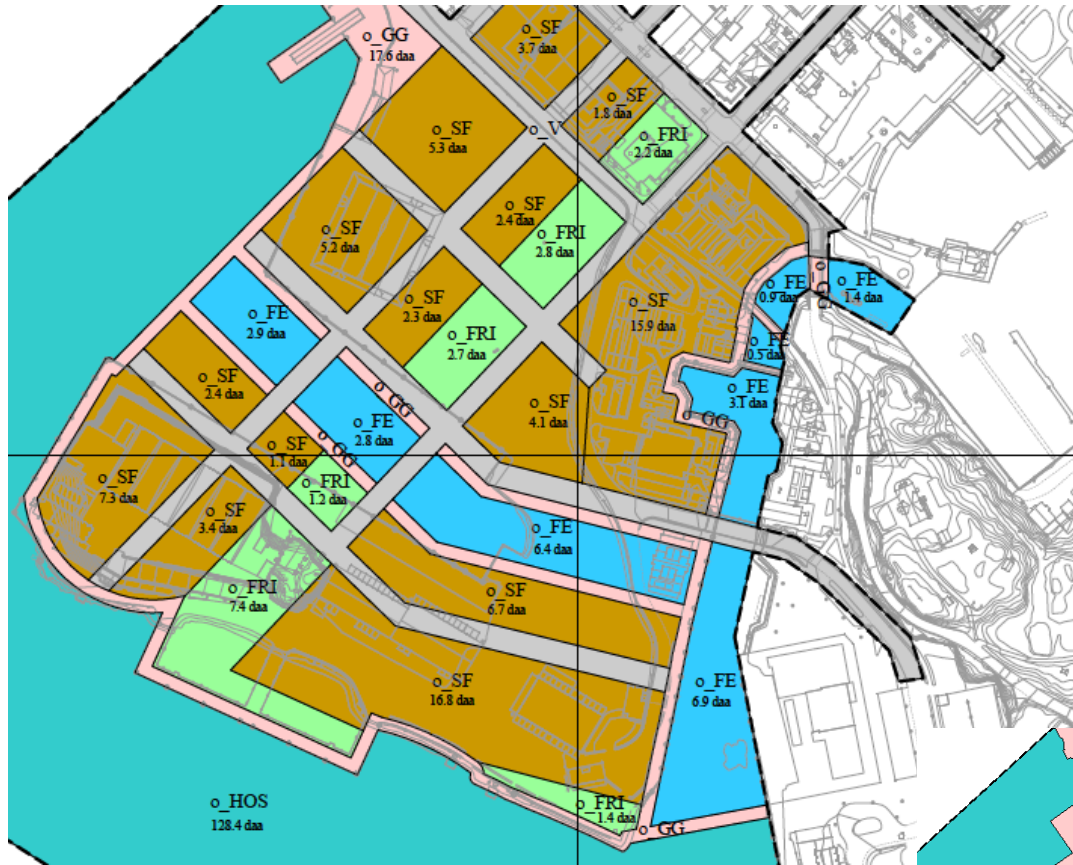 o_GG
17.6 daa
o_SF
3.7 daa
o_SF
1.8 daa
o_FRI
2.2 daa
o_V
o_SF
5.3 daa
o_SF
2.4 daa
o_FRI
2.8 daa
o_SF
5.2 daa
o_SF
2.3 daa
o_FRI
2.7 daa
o_SF
15.9 daa
o_FE
0.9 daa
o_GG
o_FE
1.4 daa
o_FE
0.5 daa
o_FE
2.9 daa
o_SF
2.4 daa
o_GG
o_FE
2.8 daa
o_SF
4.1 daa
o_FE
3.1 daa
o_GG
o_SF
1.1 daa
o_GG
o_FRI
1.2 daa
o_SF
7.3 daa
o_SF
3.4 daa
o_FE
6.4 daa
o_FRI
7.4 daa
o_SF
6.7 daa
o_SF
16.8 daa
o_FE
6.9 daa
o_FRI
1.4 daa
o_GG
o_HOS
128.4 daa